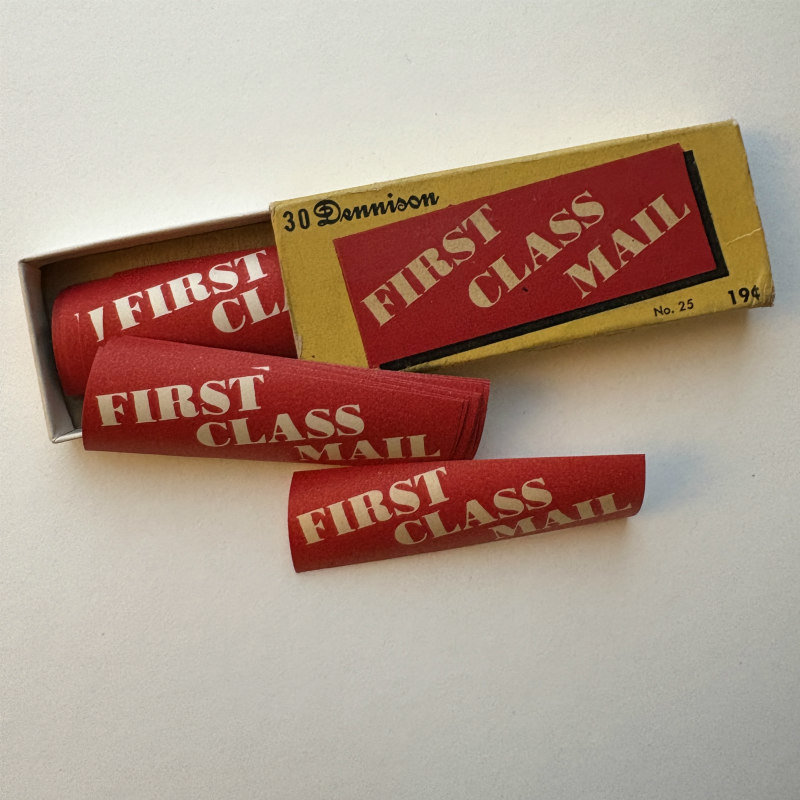 30 Dennison
FIRST
CLASS
MAIL
No. 25
19¢
FIRST
CLA
FIRST
CLASS
MAIL
FIRST
CLASS
MAIL